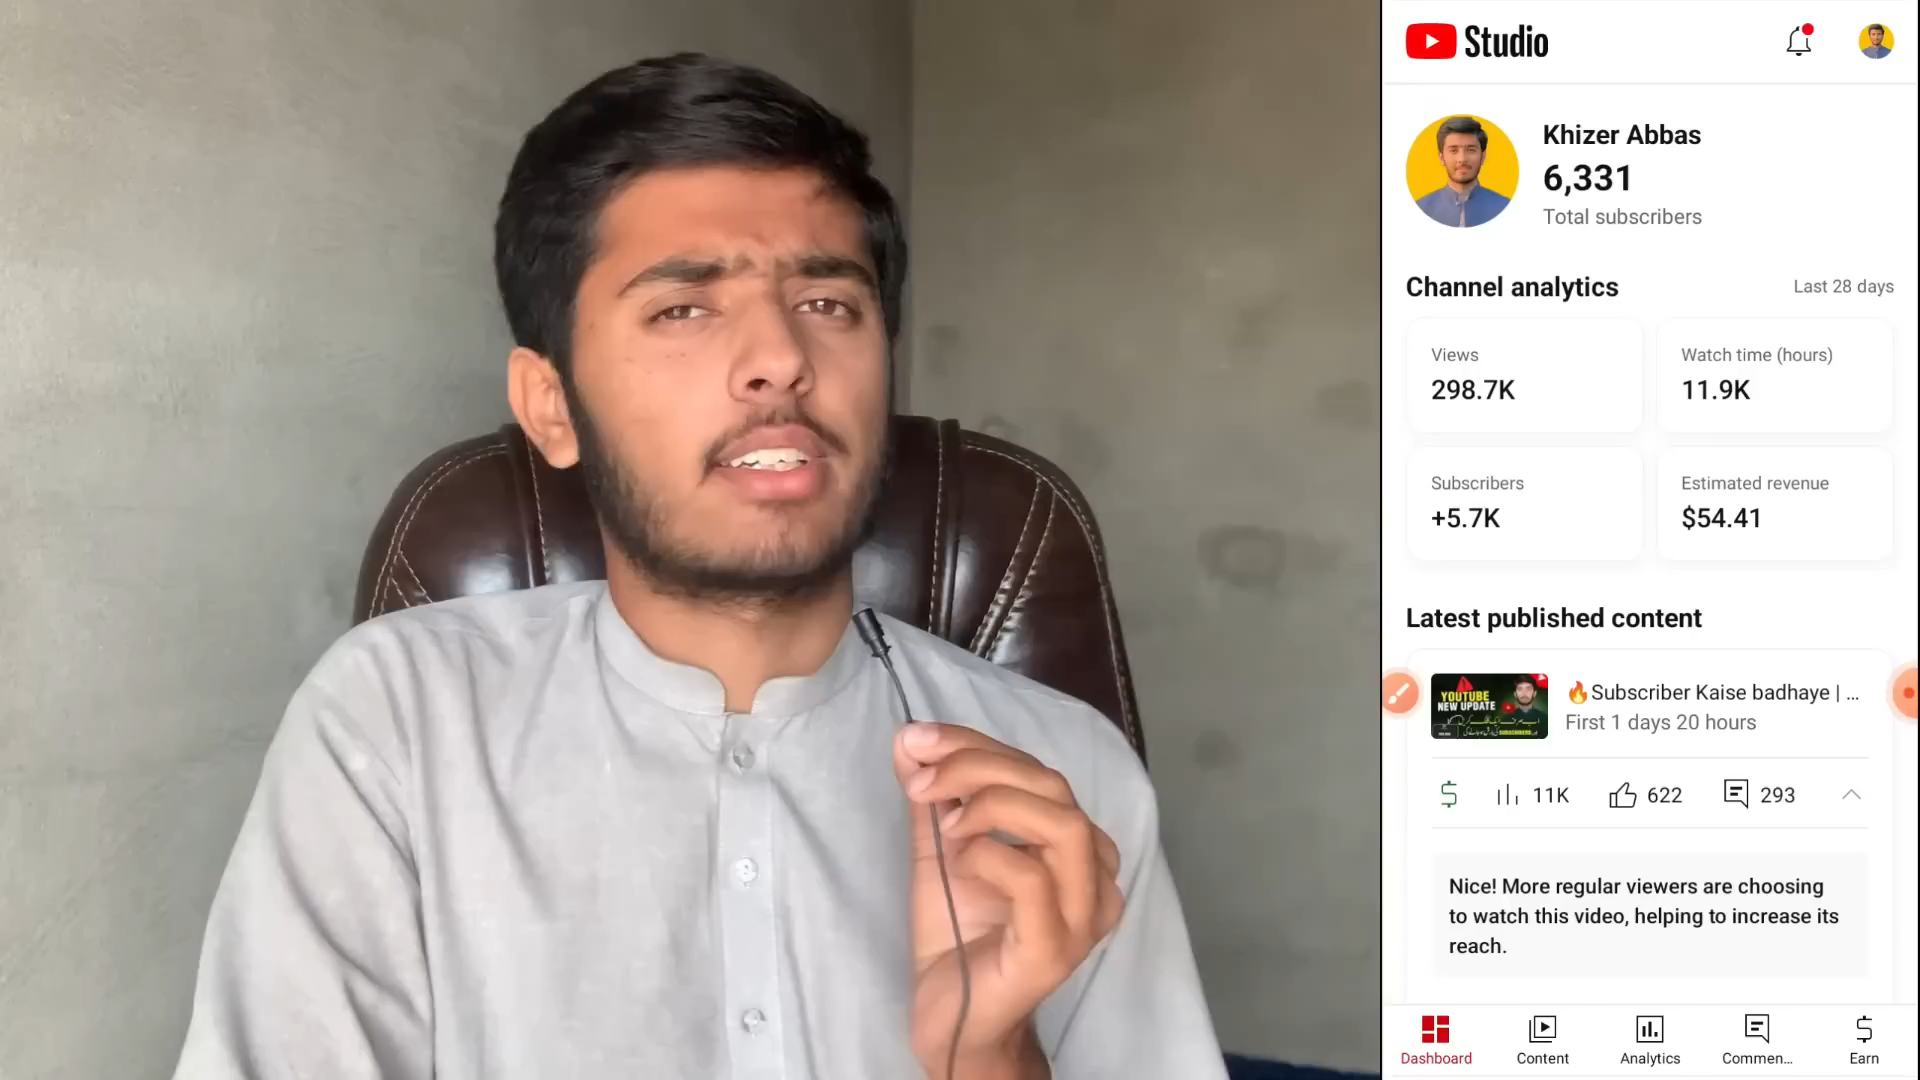 Studio
Khizer Abbas
6,331
Total subscribers
Channel analytics
Last 28 days
Views
298.7K
Watch time (hours)
11.9K
Subscribers
+5.7K
Estimated revenue
$54.41
Latest published content
YOUTUBE
NEW UPDATE
🔥Subscriber Kaise badhaye | ...
First 1 days 20 hours
11K
622
293
Nice! More regular viewers are choosing
to watch this video, helping to increase its
reach.
Dashboard
Content
Analytics
Commen...
Earn